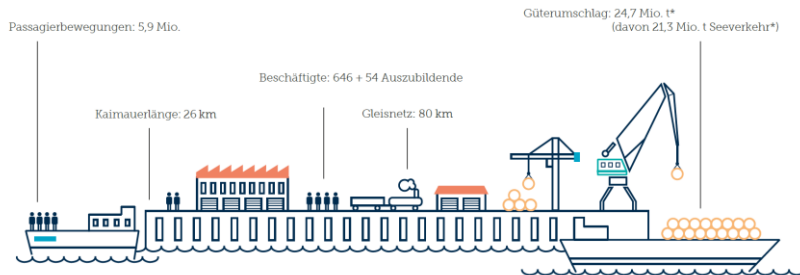 Güterumschlag: 24,7 Mio. t*
(davon 21,3 Mio. t Seeverkehr*)
Passagierbewegungen: 5,9 Mio.
Beschäftigte: 646 + 54 Auszubildende
Kaimauerlänge: 26 km
Gleisnetz: 80 km